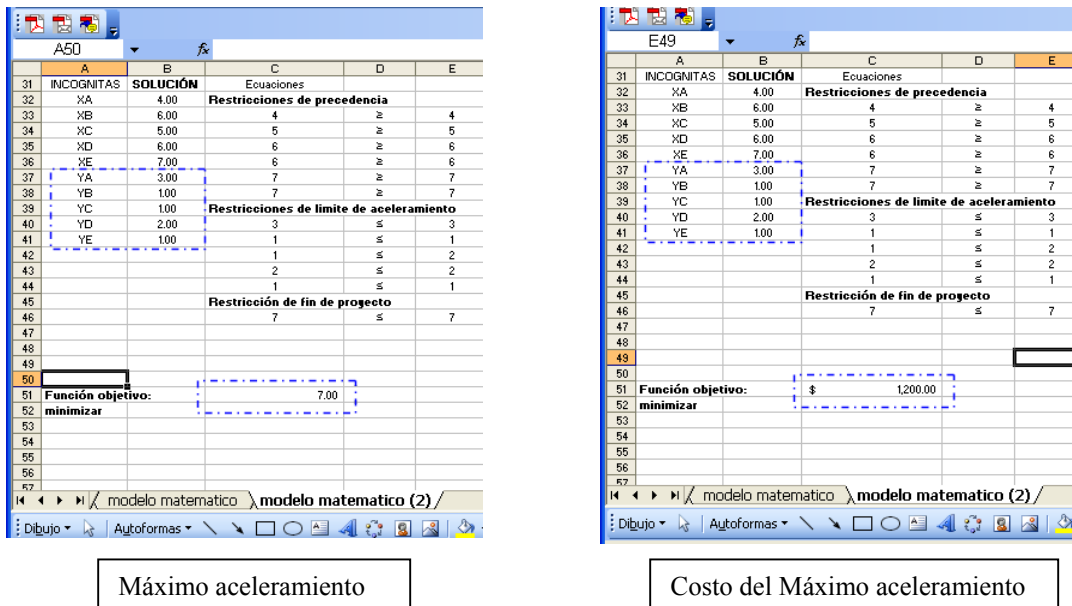 A50 fx
A B C D E
31 INCOGNITAS SOLUCIÓN Ecuaciones
32 XA 4.00 Restricciones de precedencia
33 XB 6.00 4 ≥ 4
34 XC 5.00 5 ≥ 5
35 XD 6.00 6 ≥ 6
36 XE 7.00 6 ≥ 6
37 YA 3.00 7 ≥ 7
38 YB 1.00 7 ≥ 7
39 YC 1.00 Restricciones de limite de aceleramiento
40 YD 2.00 3 ≤ 3
41 YE 1.00 1 ≤ 1
42 1 ≤ 2
43 2 ≤ 2
44 1 ≤ 1
45 Restricción de fin de proyecto
46 7 ≤ 7
47
48
49
50
51 Función objetivo: 7.00
52 minimizar
53
54
55
56
57
modelo matematico modelo matematico (2)
Dibujo Autoformas
Máximo aceleramiento
E49 fx
A B C D E
31 INCOGNITAS SOLUCIÓN Ecuaciones
32 XA 4.00 Restricciones de precedencia
33 XB 6.00 4 ≥ 4
34 XC 5.00 5 ≥ 5
35 XD 6.00 6 ≥ 6
36 XE 7.00 6 ≥ 6
37 YA 3.00 7 ≥ 7
38 YB 1.00 7 ≥ 7
39 YC 1.00 Restricciones de limite de aceleramiento
40 YD 2.00 3 ≤ 3
41 YE 1.00 1 ≤ 1
42 1 ≤ 2
43 2 ≤ 2
44 1 ≤ 1
45 Restricción de fin de proyecto
46 7 ≤ 7
47
48
49
50
51 Función objetivo: $ 1,200.00
52 minimizar
53
54
55
56
57
modelo matematico modelo matematico (2)
Dibujo Autoformas
Costo del Máximo aceleramiento